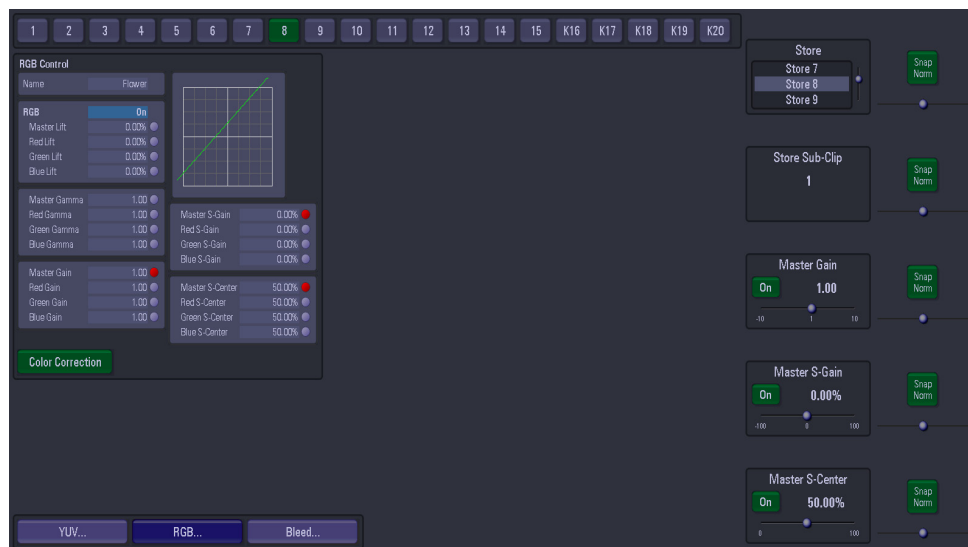 1 2 3 4 5 6 7 8 9 10 11 12 13 14 15 K16 K17 K18 K19 K20
RGB Control
Name Flower
RGB On
Master Lift 0.00%
Red Lift 0.00%
Green Lift 0.00%
Blue Lift 0.00%
Master Gamma 1.00
Red Gamma 1.00
Green Gamma 1.00
Blue Gamma 1.00
Master Gain 1.00
Red Gain 1.00
Green Gain 1.00
Blue Gain 1.00
Master S-Gain 0.00%
Red S-Gain 0.00%
Green S-Gain 0.00%
Blue S-Gain 0.00%
Master S-Center 50.00%
Red S-Center 50.00%
Green S-Center 50.00%
Blue S-Center 50.00%
Color Correction
YUV... RGB... Bleed...
Store
Store 7
Store 8
Store 9
Snap
Norm
Store Sub-Clip
1
Snap
Norm
Master Gain
On 1.00
-10 1 10
Snap
Norm
Master S-Gain
On 0.00%
-100 0 100
Snap
Norm
Master S-Center
On 50.00%
0 100
Snap
Norm